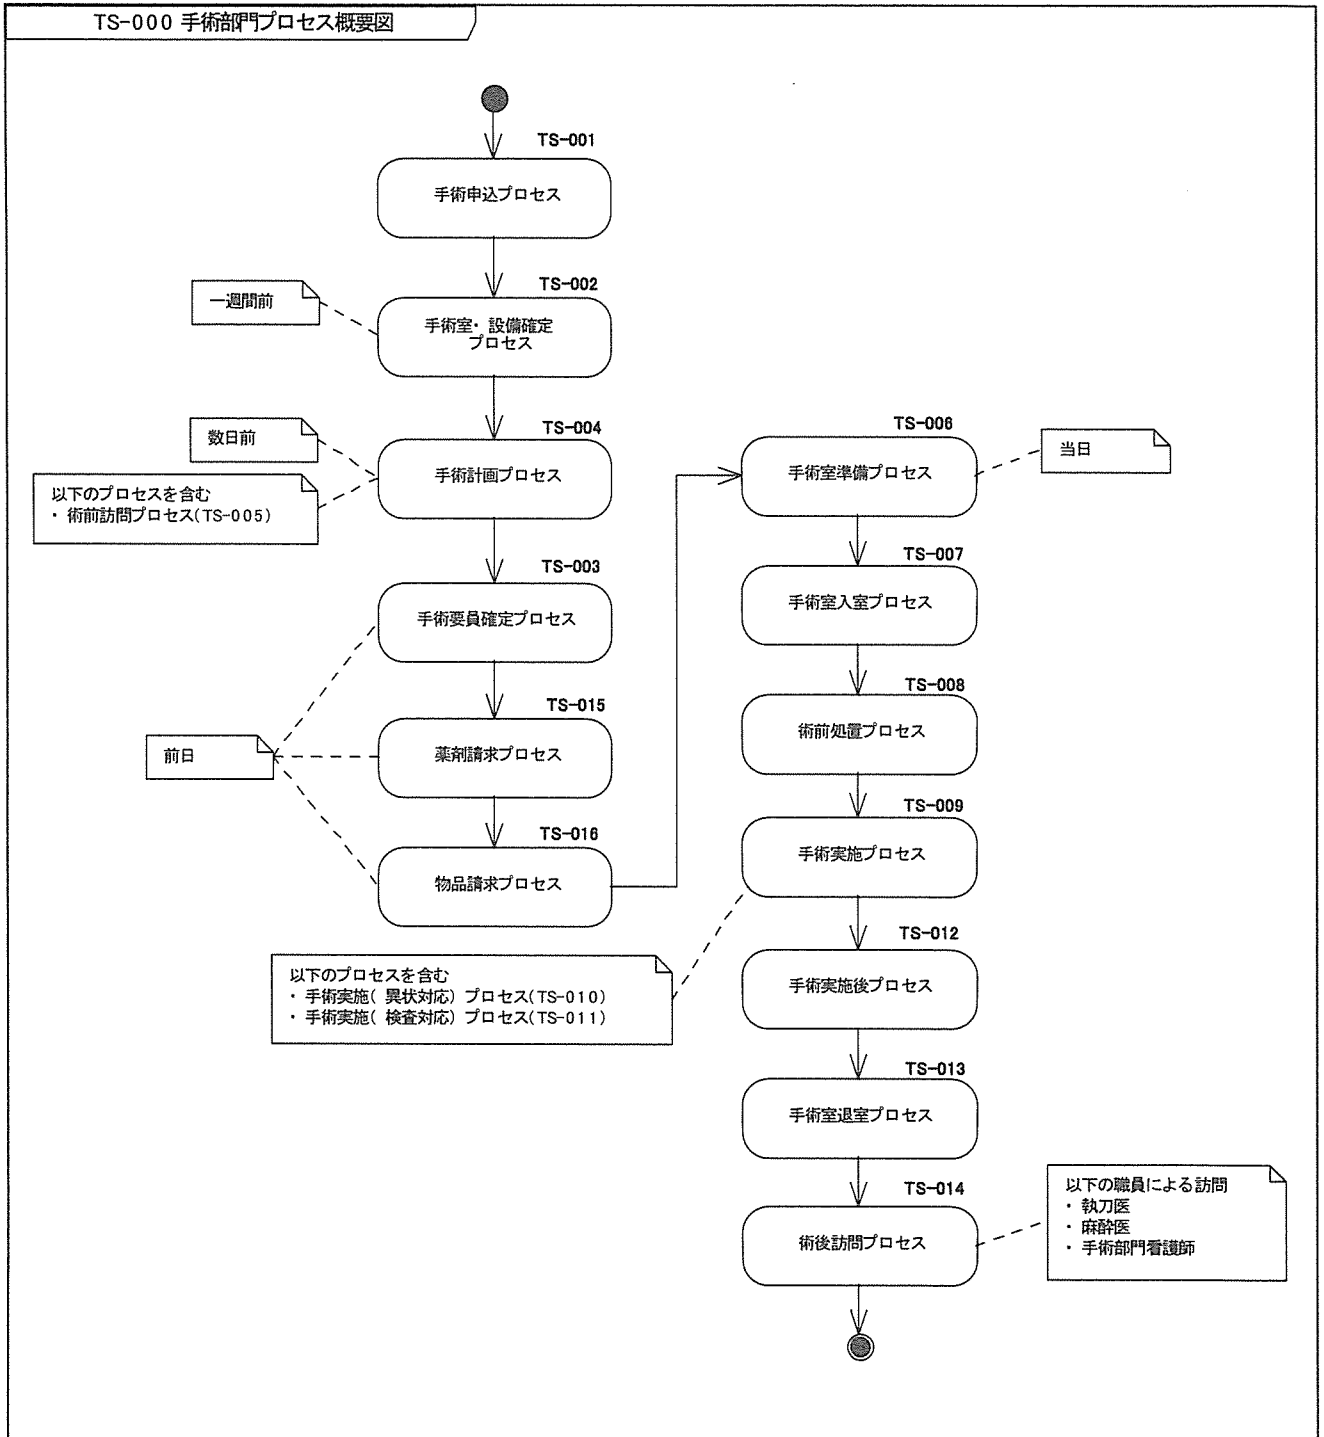 TS-000 手術部門プロセス概要図
TS-001
手術申込プロセス
TS-002
一週間前
手術室・設備確定
プロセス
TS-004
数日前
手術計画プロセス
以下のプロセスを含む
・ 術前訪問プロセス(TS-005)
TS-003
手術要員確定プロセス
TS-015
前日
薬剤請求プロセス
TS-016
物品請求プロセス
TS-006
当日
手術室準備プロセス
TS-007
手術室入室プロセス
TS-008
術前処置プロセス
TS-009
手術実施プロセス
以下のプロセスを含む
・ 手術実施( 異状対応) プロセス(TS-010)
・ 手術実施( 検査対応) プロセス(TS-011)
TS-012
手術実施後プロセス
TS-013
手術室退室プロセス
TS-014
術後訪問プロセス
以下の職員による訪問
・ 執刀医
・ 麻酔医
・ 手術部門看護師